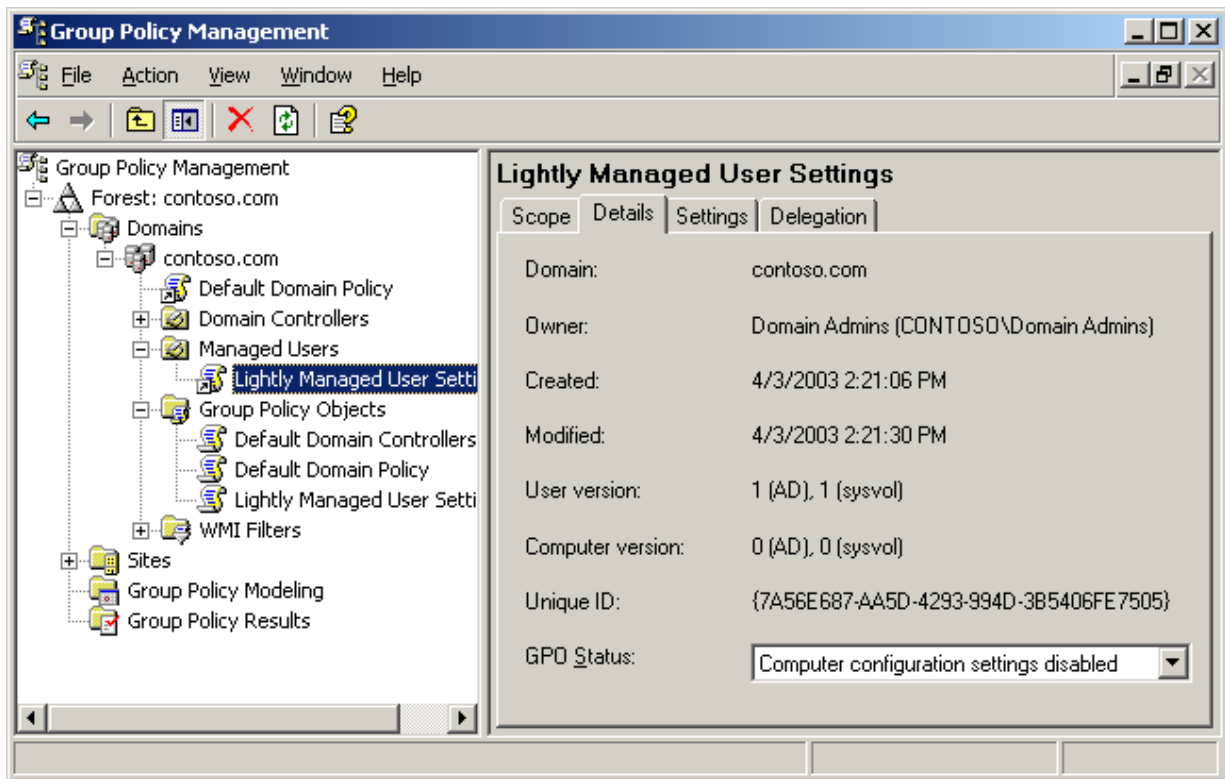 Group Policy Management
File Action View Window Help
Group Policy Management
Forest: contoso.com
Domains
contoso.com
Default Domain Policy
Domain Controllers
Managed Users
Lightly Managed User Setti
Group Policy Objects
Default Domain Controllers
Default Domain Policy
Lightly Managed User Setti
WMI Filters
Sites
Group Policy Modeling
Group Policy Results
Lightly Managed User Settings
Scope Details Settings Delegation
Domain: contoso.com
Owner: Domain Admins (CONTOSO\Domain Admins)
Created: 4/3/2003 2:21:06 PM
Modified: 4/3/2003 2:21:30 PM
User version: 1 (AD), 1 (sysvol)
Computer version: 0 (AD), 0 (sysvol)
Unique ID: {7A56E687-AA5D-4293-994D-3B5406FE7505}
GPO Status: Computer configuration settings disabled